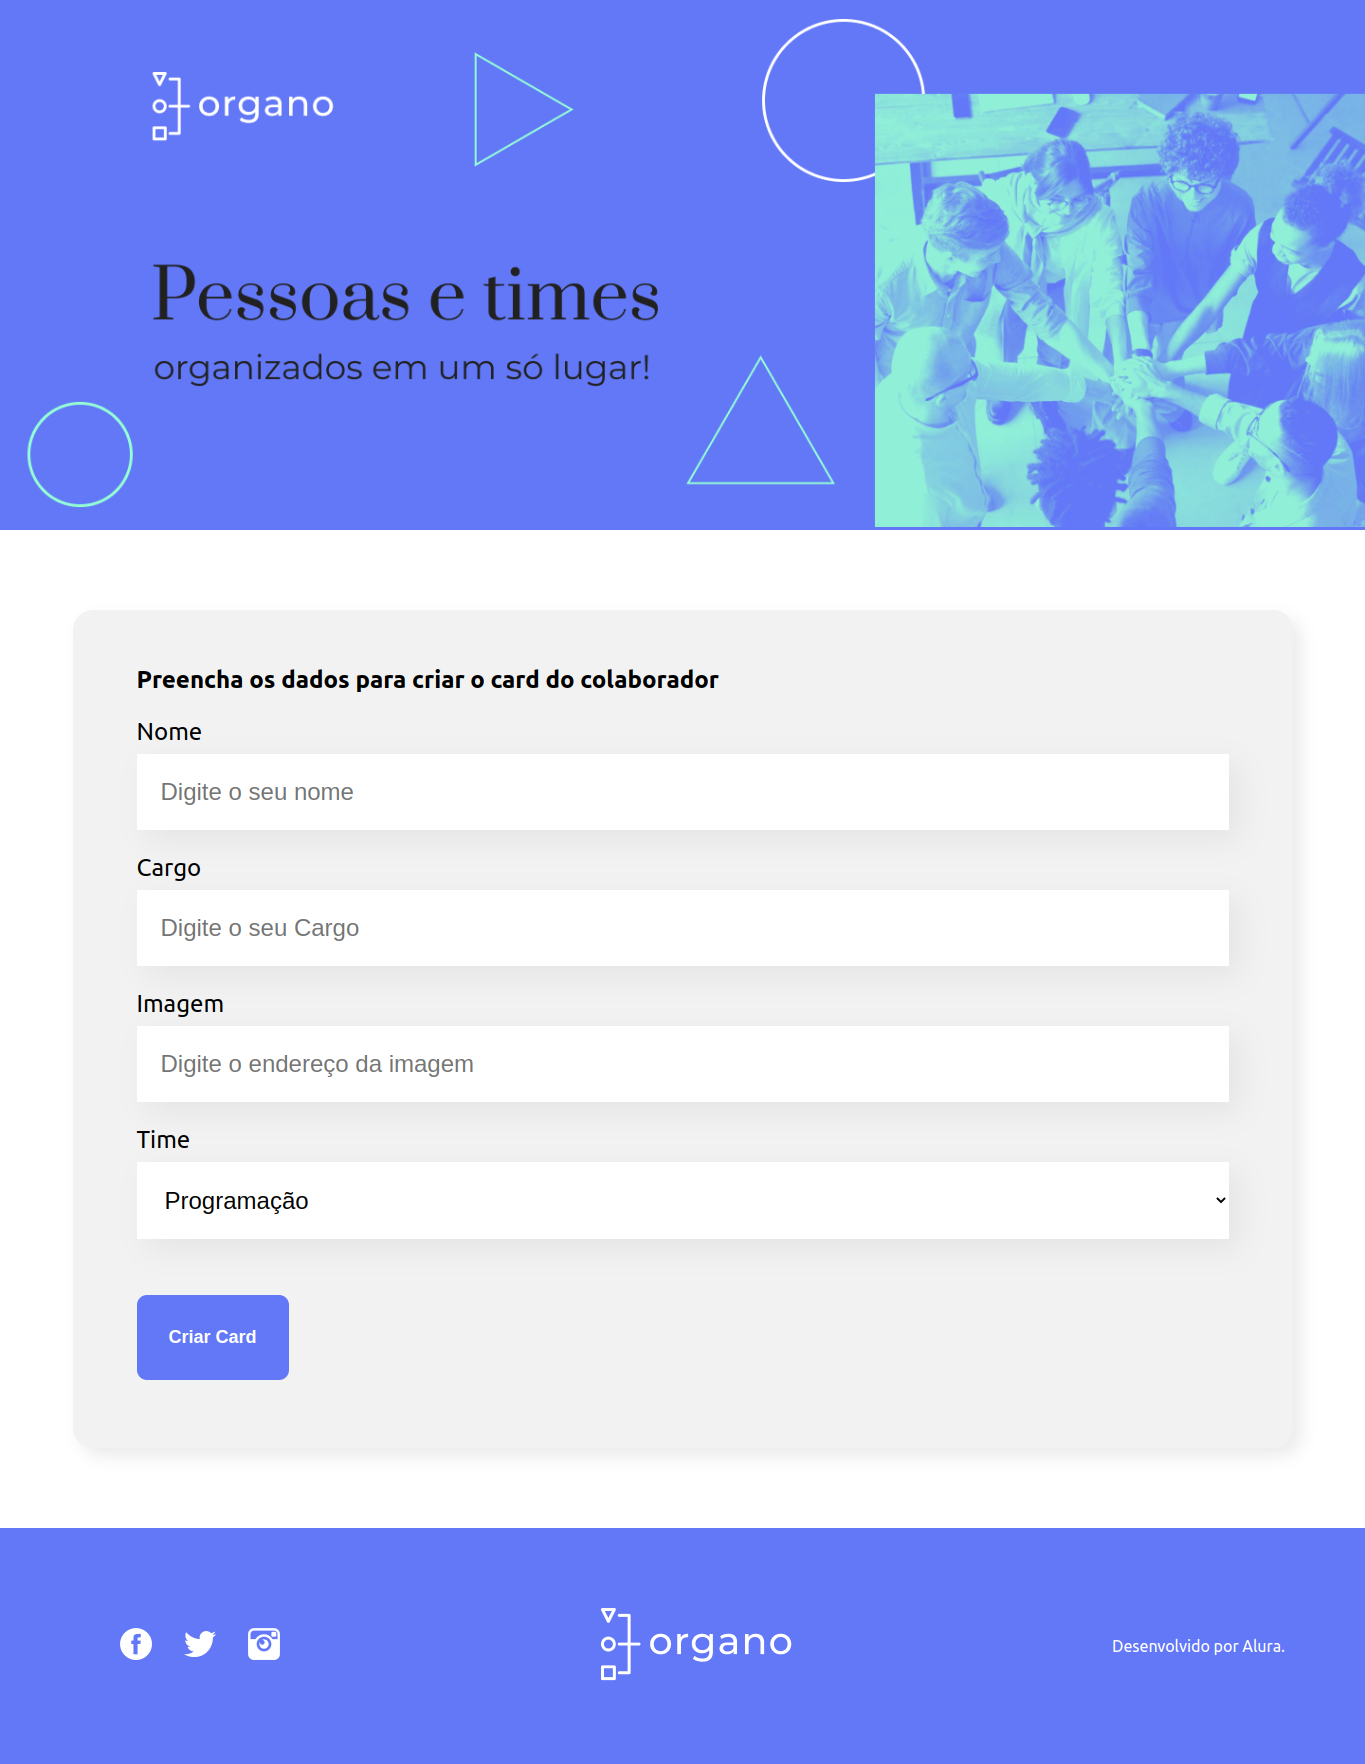 organo
Pessoas e times
organizados em um só lugar!
Preencha os dados para criar o card do colaborador
Nome
Digite o seu nome
Cargo
Digite o seu Cargo
Imagem
Digite o endereço da imagem
Time
Programação
Criar Card
organo
Desenvolvido por Alura.